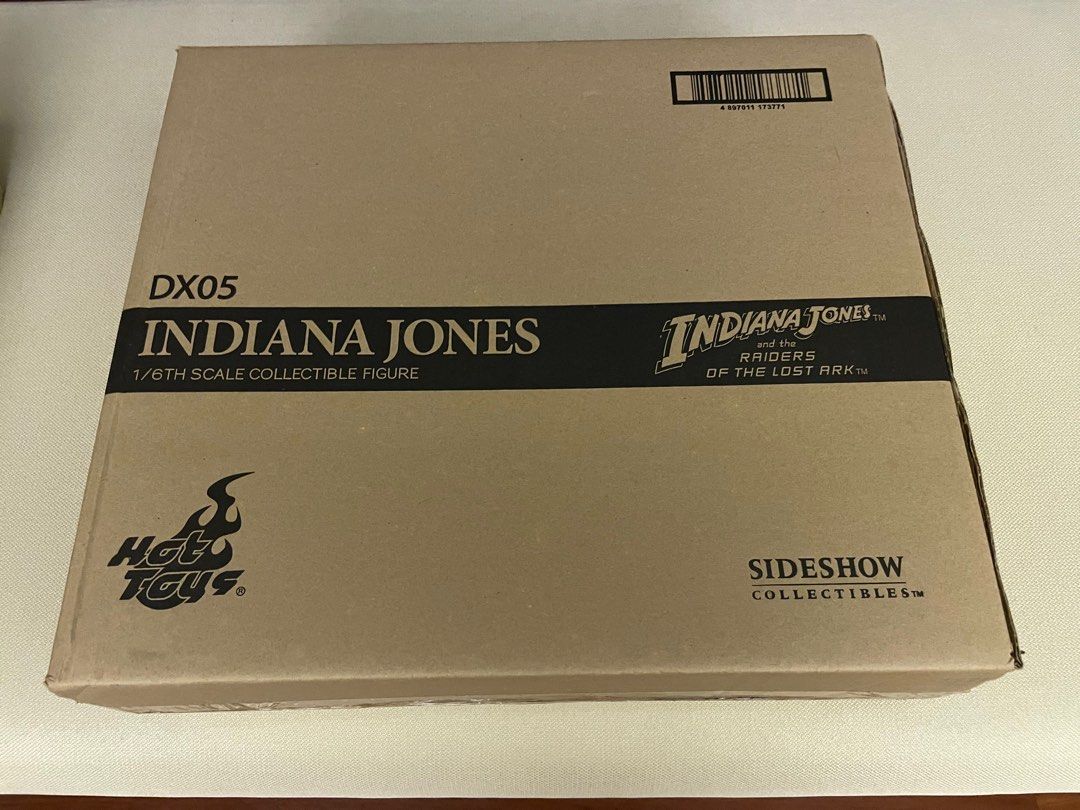 4 897011 173771
DX05
INDIANA JONES
1/6TH SCALE COLLECTIBLE FIGURE
INDIANA JONES™
and the
RAIDERS
OF THE LOST ARK™
Hot
Toys®
SIDESHOW
COLLECTIBLES™